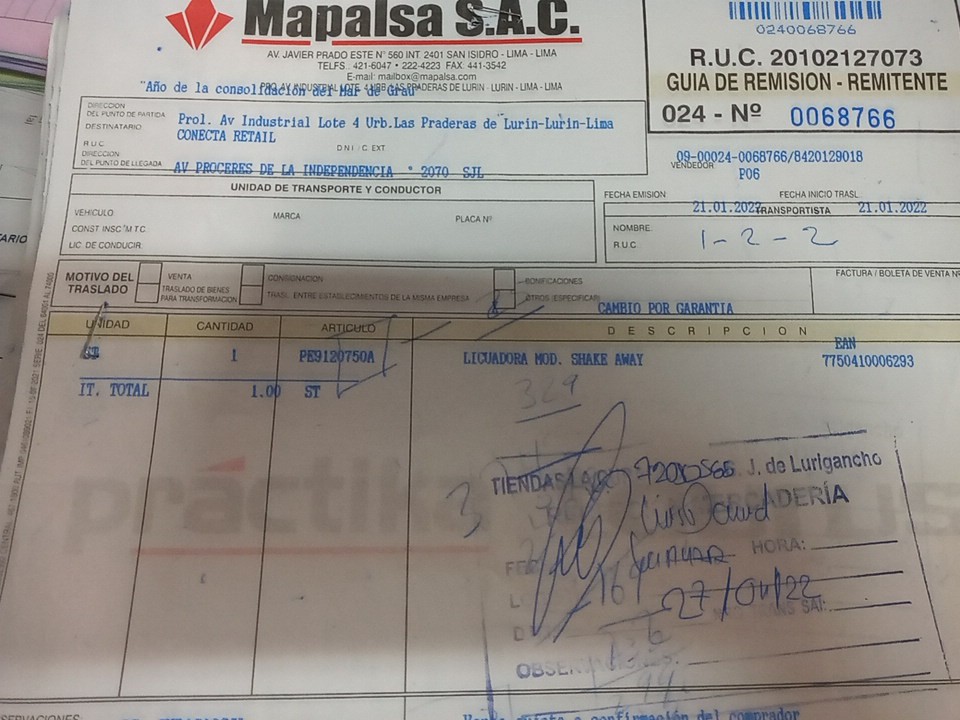 Mapalsa S.A.C.
AV. JAVIER PRADO ESTE Nº 560 INT 2401 SAN ISIDRO - LIMA - LIMA
TELFS.: 421-6047 • 222-4223 FAX: 441-3542
E-mail: mailbox@mapalsa.com
"Año de la consolidacion del Mar de Grau"
LURIN - LIMA - LIMA
0240068766
R.U.C. 20102127073
GUIA DE REMISION - REMITENTE
024 - Nº 0068766
DIRECCION DEL PUNTO DE PARTIDA Prol. Av Industrial Lote 4 Urb.Las Praderas de Lurin-Lurin-Lima
DESTINATARIO CONECTA RETAIL
R.U.C. D.N.I./C. EXT
DIRECCION DEL PUNTO DE LLEGADA AV PROCERES DE LA INDEPENDENCIA * 2070 SJL
09-00024-0068766/8420129018
VENDEDOR P06
UNIDAD DE TRANSPORTE Y CONDUCTOR
VEHICULO MARCA PLACA Nº
CONST INSC M.T.C.
LIC. DE CONDUCIR
FECHA EMISION FECHA INICIO TRASL
21.01.2022 21.01.2022
TRANSPORTISTA
NOMBRE:
R.U.C. 1-2-2
MOTIVO DEL TRASLADO
VENTA
TRASLADO DE BIENES PARA TRANSFORMACION
CONSIGNACION
TRASL. ENTRE ESTABLECIMIENTOS DE LA MISMA EMPRESA
BONIFICACIONES
OTROS (ESPECIFICAR) CAMBIO POR GARANTIA
FACTURA / BOLETA DE VENTA Nº
UNIDAD CANTIDAD ARTICULO DESCRIPCION
EAN
ST 1 PE9120750A LICUADORA MOD. SHAKE AWAY 7750410006293
IT. TOTAL 1.00 ST
329
TIENDAS 72010566 J. de Lurigancho
3
HORA:
27/01/22